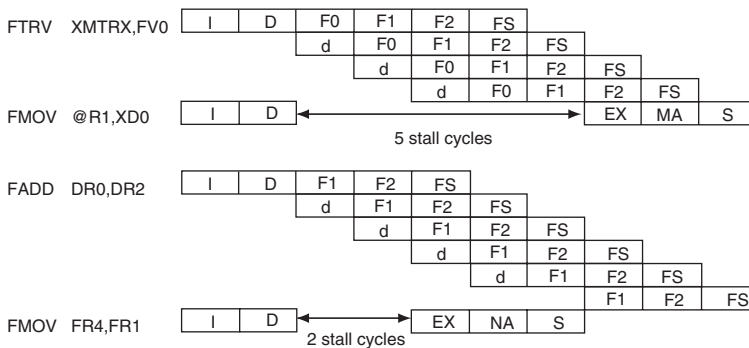 FTRV XMTRX,FV0 I D F0 F1 F2 FS
d F0 F1 F2 FS
d F0 F1 F2 FS
d F0 F1 F2 FS
FMOV @R1,XD0 I D EX MA S
5 stall cycles
FADD DR0,DR2 I D F1 F2 FS
d F1 F2 FS
d F1 F2 FS
d F1 F2 FS
d F1 F2 FS
F1 F2 FS
FMOV FR4,FR1 I D EX NA S
2 stall cycles